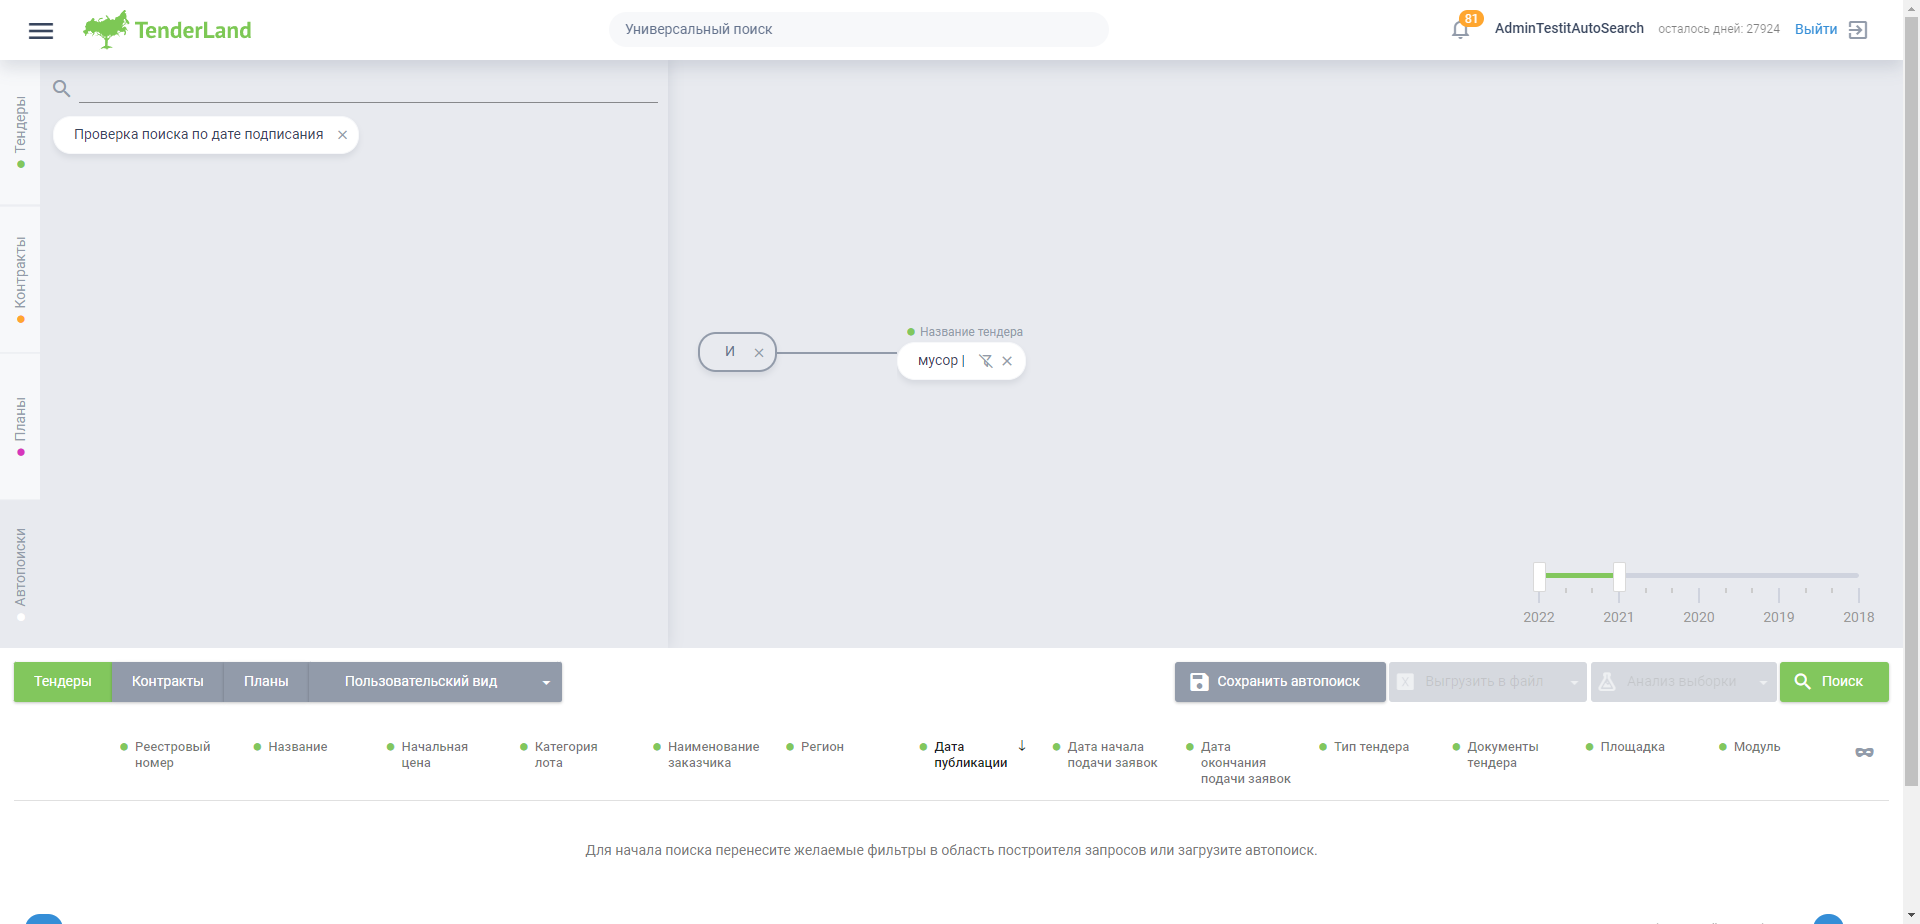 TenderLand
Универсальный поиск
81
AdminTestitAutoSearch
осталось дней: 27924
Выйти
Тендеры
Контракты
Планы
Автопоиски
Проверка поиска по дате подписания
И
Название тендера
мусор |
2022
2021
2020
2019
2018
Тендеры
Контракты
Планы
Пользовательский вид
Сохранить автопоиск
Выгрузить в файл
Анализ выборки
Поиск
Реестровый
номер
Название
Начальная
цена
Категория
лота
Наименование
заказчика
Регион
Дата
публикации
Дата начала
подачи заявок
Дата
окончания
подачи заявок
Тип тендера
Документы
тендера
Площадка
Модуль
Для начала поиска перенесите желаемые фильтры в область построителя запросов или загрузите автопоиск.